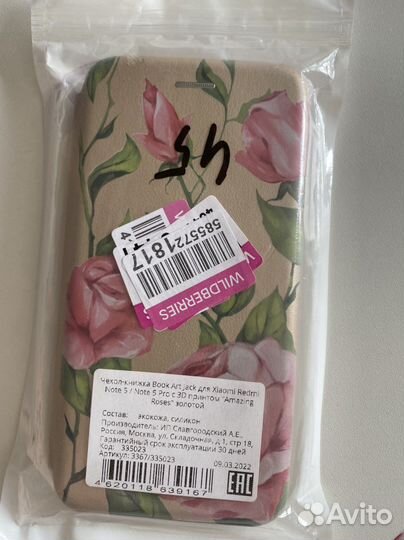 45
5855721817
4
WILDBERRIES
Чехол-книжка Book Art Jack для Xiaomi Redmi
Note 5 / Note 5 Pro с 3D принтом "Amazing
Roses" золотой
Состав: экокожа, силикон
Производитель: ИП Славгородский А.Е.,
Россия, Москва, ул. Складочная, д 1, стр 18,
Гарантийный срок эксплуатации 30 дней
Код: 335023
Артикул: 3367/335023
09.03.2022
4 620118 639167
EAC
Avito